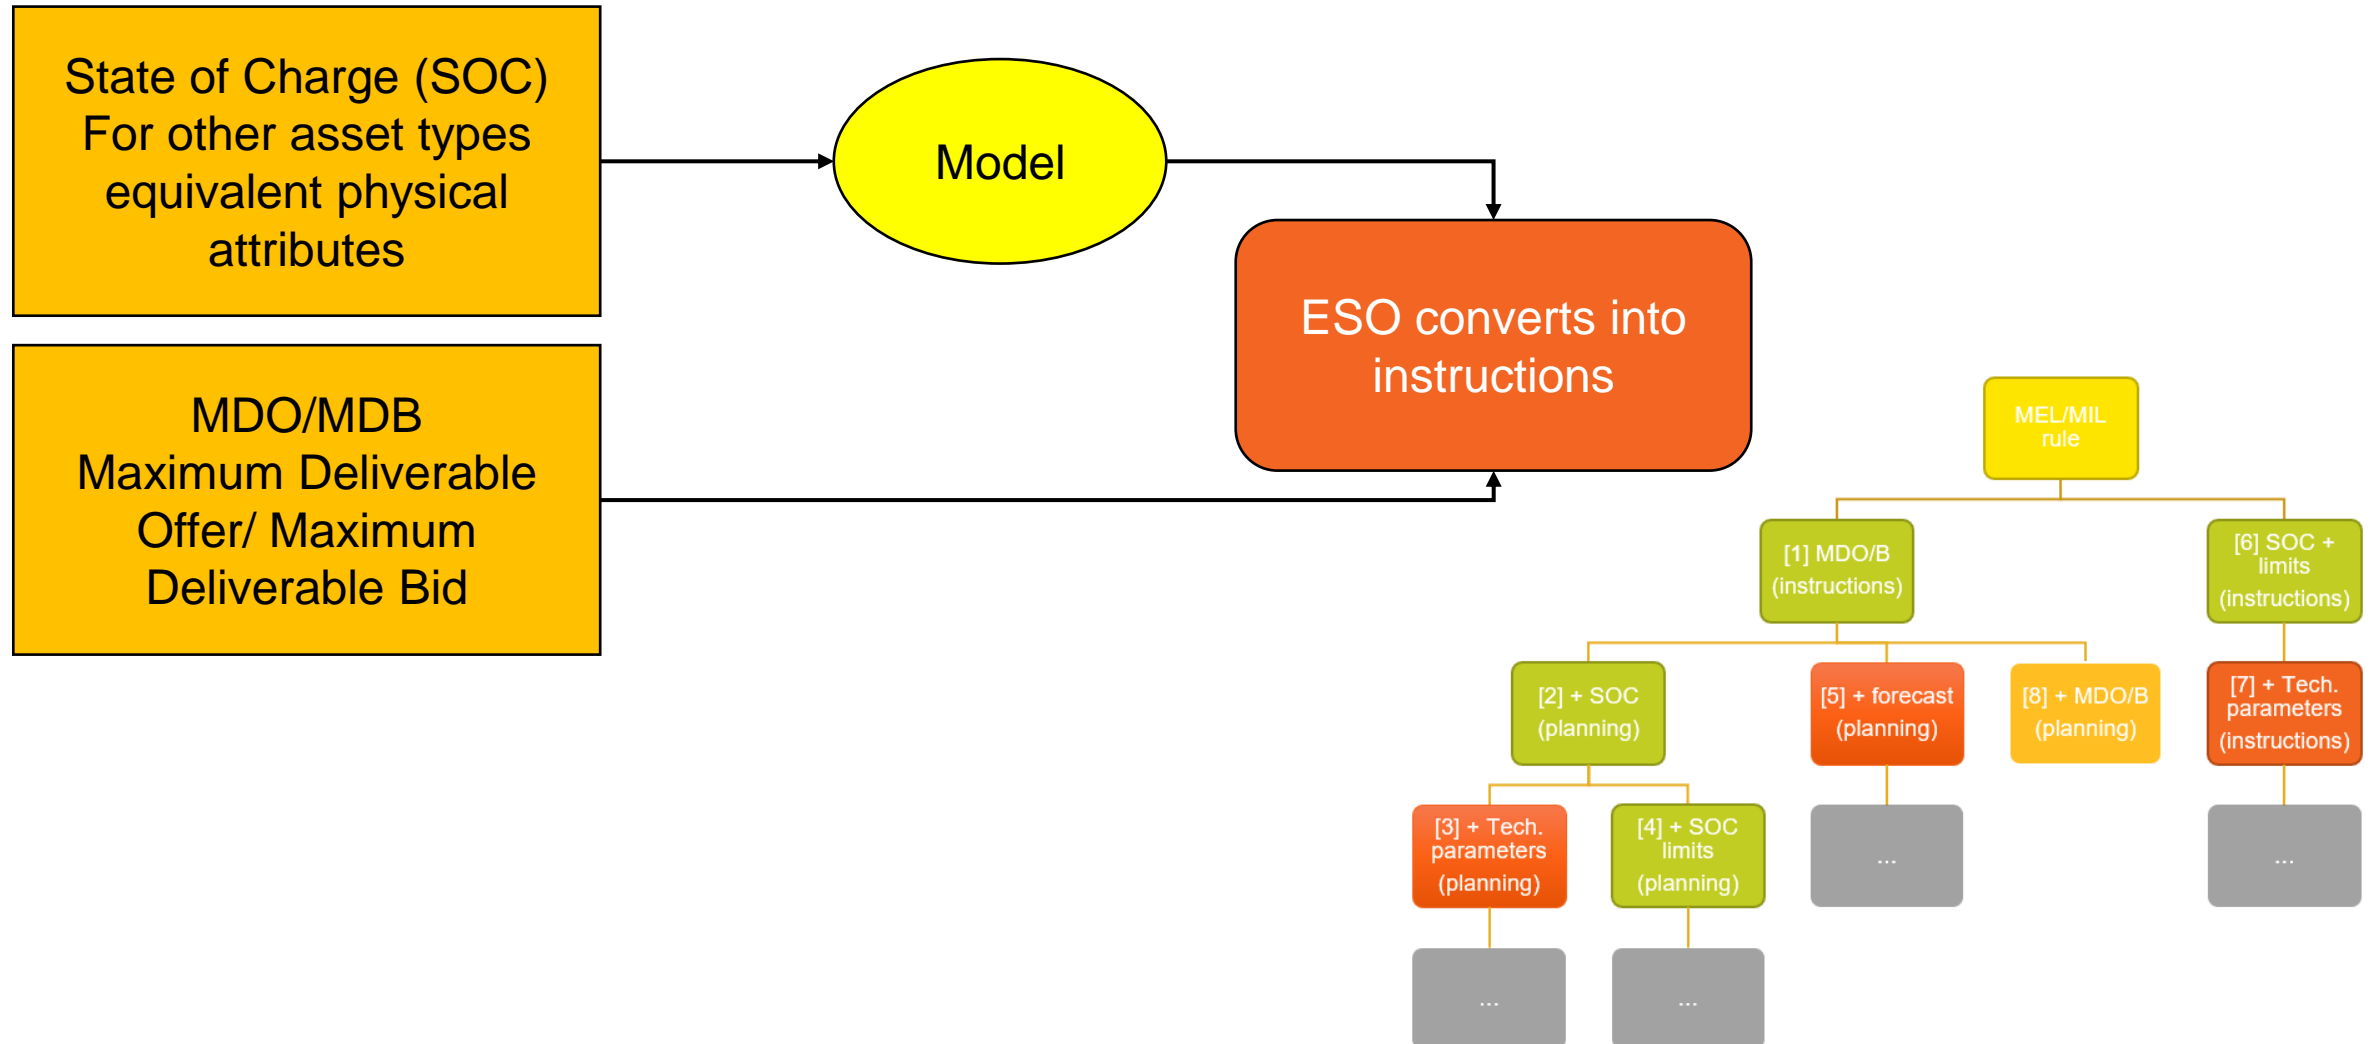 State of Charge (SOC)
For other asset types
equivalent physical
attributes
Model
ESO converts into
instructions
MDO/MDB
Maximum Deliverable
Offer/ Maximum
Deliverable Bid
MEL/MIL
rule
[1] MDO/B
(instructions)
[6] SOC +
limits
(instructions)
[2] + SOC
(planning)
[5] + forecast
(planning)
[8] + MDO/B
(planning)
[7] + Tech.
parameters
(instructions)
[3] + Tech.
parameters
(planning)
[4] + SOC
limits
(planning)
...
...
...
...